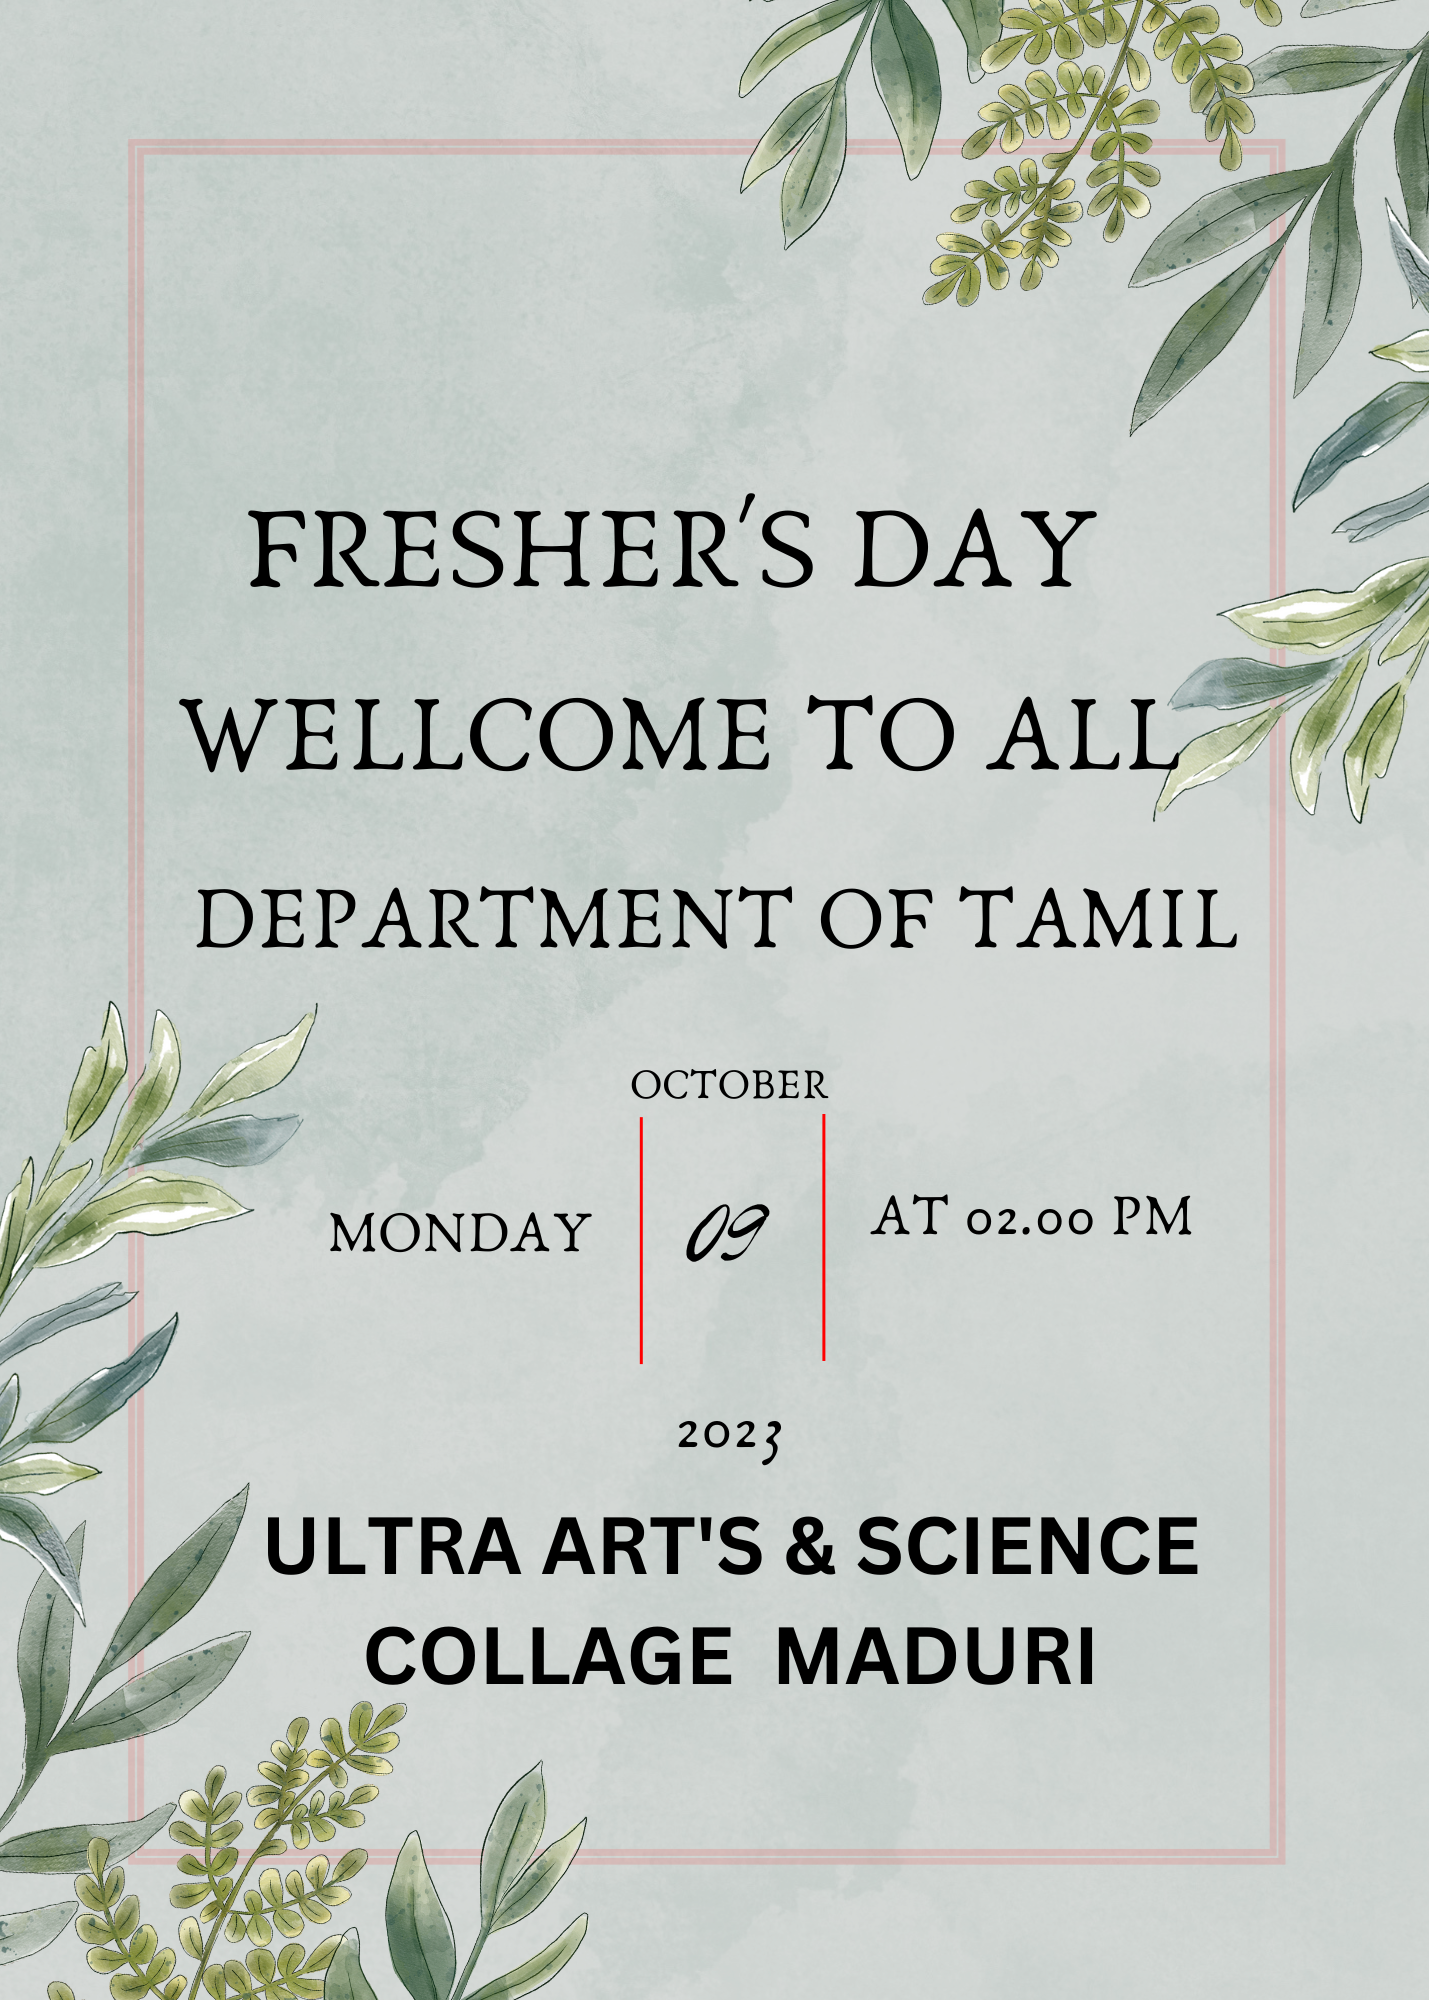 FRESHER'S DAY
WELLCOME TO ALL
DEPARTMENT OF TAMIL
OCTOBER
MONDAY
09
AT 02.00 PM
2023
ULTRA ART'S & SCIENCE
COLLAGE MADURI